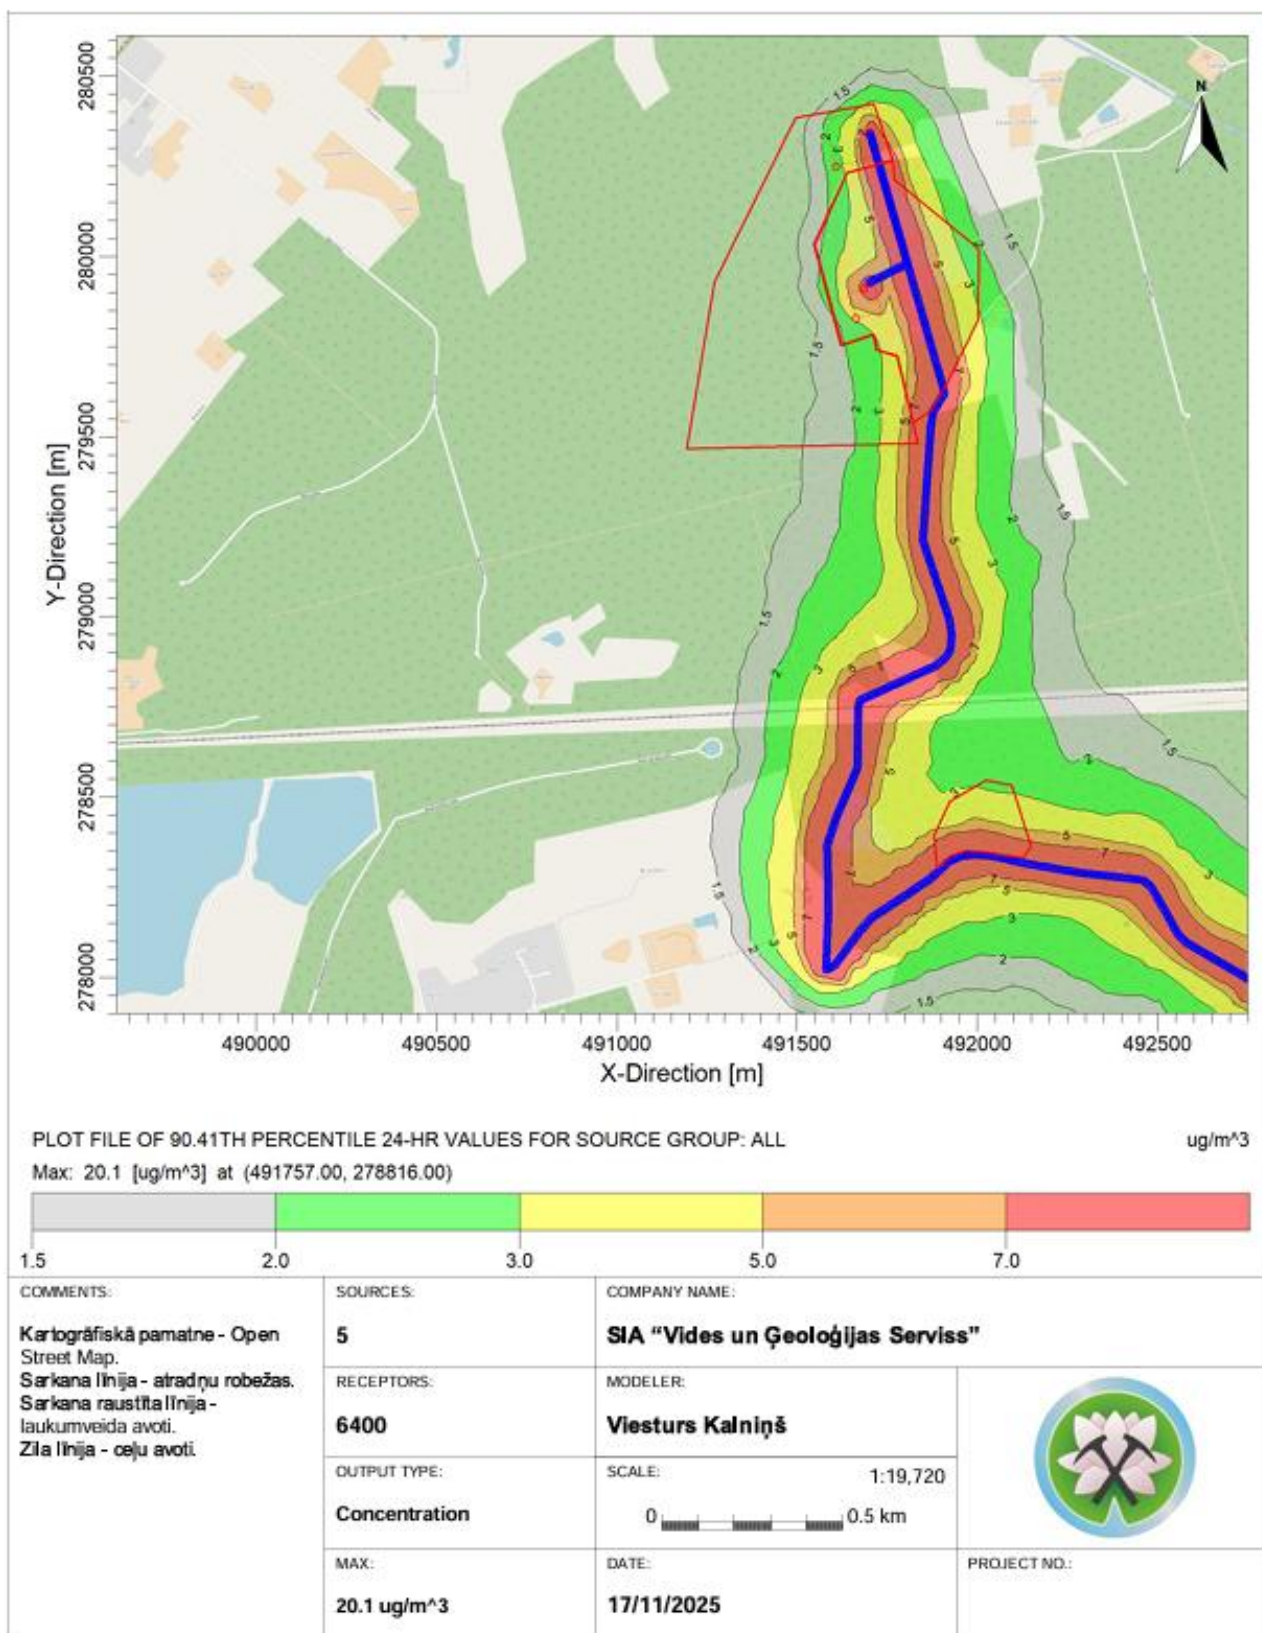 N
280500
280000
279500
279000
278500
278000
Y-Direction [m]
490000 490500 491000 491500 492000 492500
X-Direction [m]
PLOT FILE OF 90.41TH PERCENTILE 24-HR VALUES FOR SOURCE GROUP: ALL ug/m^3
Max: 20.1 [ug/m^3] at (491757.00, 278816.00)
1.5 2.0 3.0 5.0 7.0
COMMENTS:
Kartogrāfiskā pamatne - Open
Street Map.
Sarkana līnija - atradņu robežas.
Sarkana raustīta līnija -
laukumveida avoti.
Zila līnija - ceļu avoti.
SOURCES:
5
COMPANY NAME:
SIA “Vides un Ģeoloģijas Serviss”
RECEPTORS:
6400
MODELER:
Viesturs Kalniņš
OUTPUT TYPE:
Concentration
SCALE: 1:19,720
0 0.5 km
MAX:
20.1 ug/m^3
DATE:
17/11/2025
PROJECT NO.: